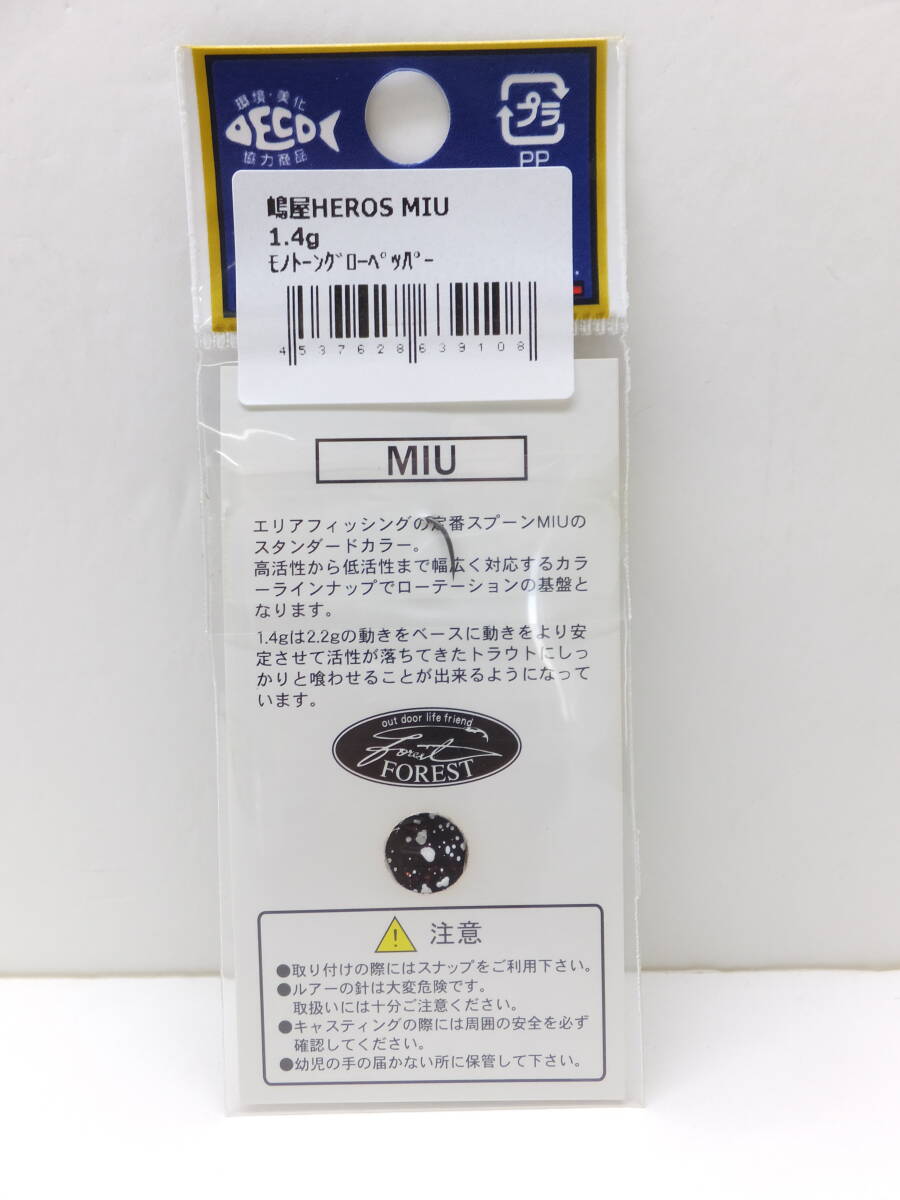 環境・美化
ECO
協力商品
プラ
PP
嶋屋HEROS MIU
1.4g
ﾓﾉﾄｰﾝｸﾞﾛｰﾍﾟｯﾊﾟｰ
4537628639108
MIU
エリアフィッシングの定番スプーンMIUの
スタンダードカラー。
高活性から低活性まで幅広く対応するカラ
ーラインナップでローテーションの基盤と
なります。
1.4gは2.2gの動きをベースに動きをより安
定させて活性が落ちてきたトラウトにしっ
かりと喰わせることが出来るようになって
います。
out door life friend
forest
FOREST
注意
●取り付けの際にはスナップをご利用下さい。
●ルアーの針は大変危険です。
取扱いには十分ご注意ください。
●キャスティングの際には周囲の安全を必ず
確認してください。
●幼児の手の届かない所に保管して下さい。